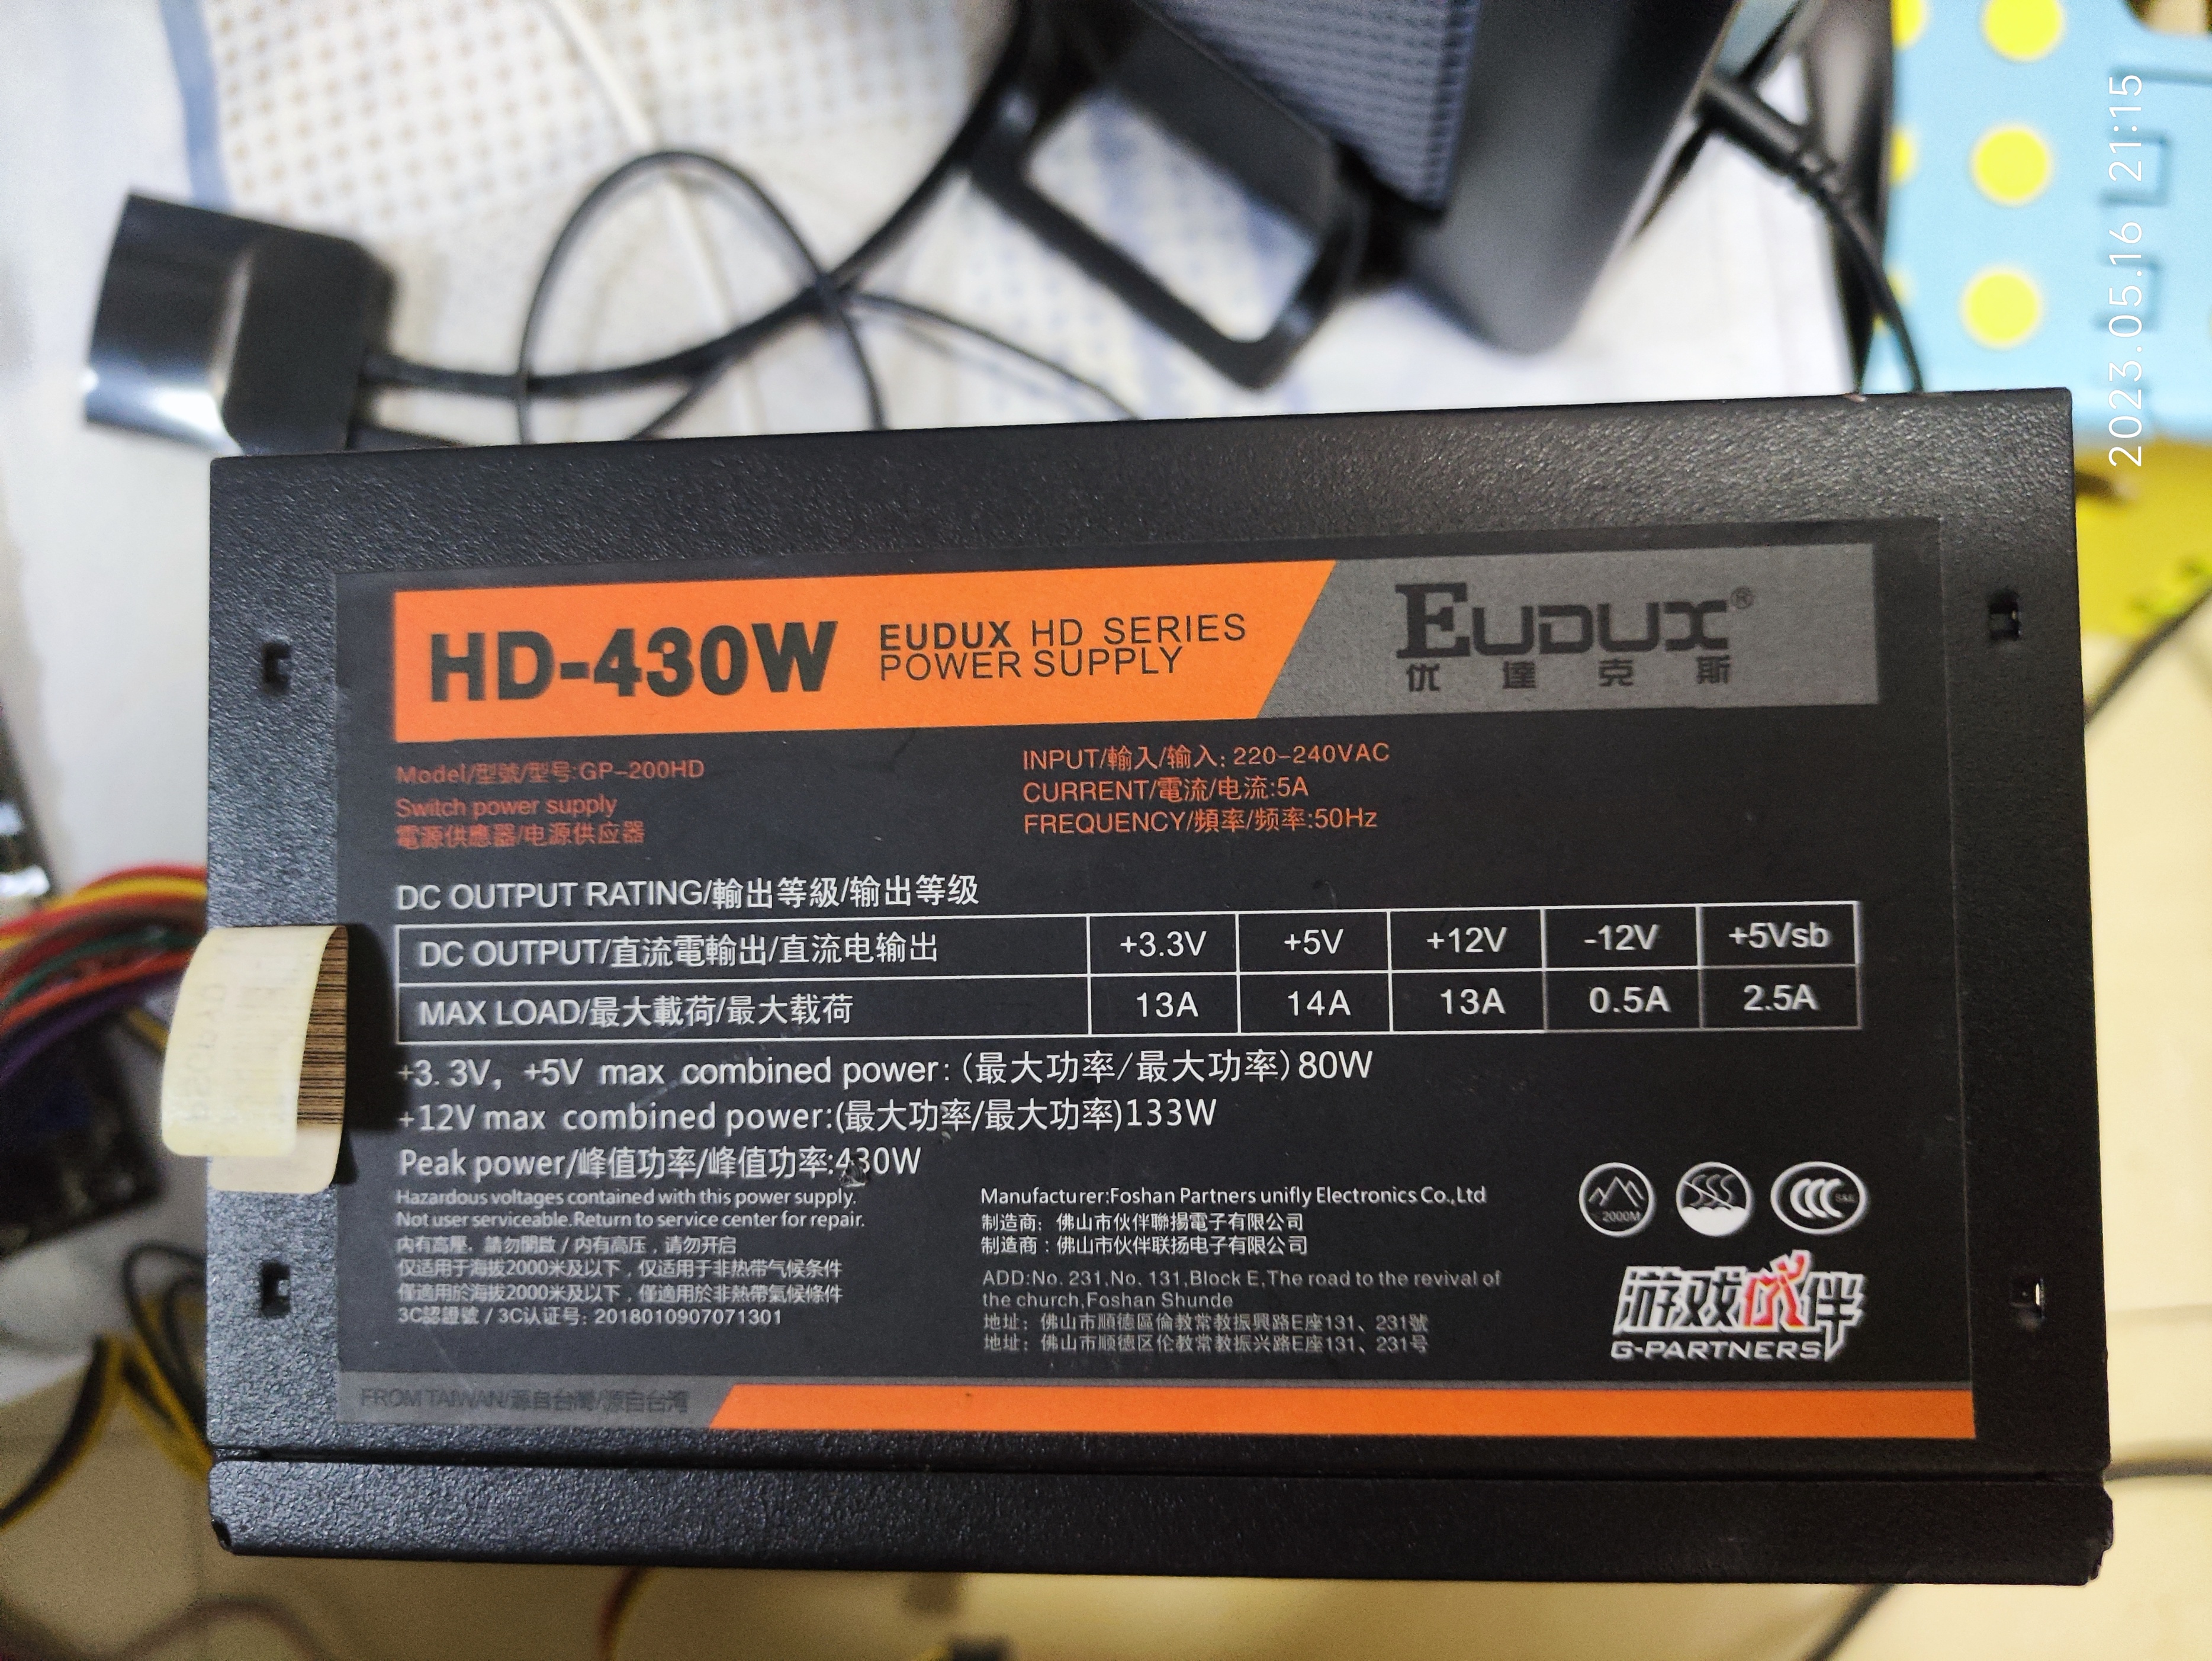 2023.05.16 21:15
HD-430W
EUDUX HD SERIES
POWER SUPPLY
EUDUX®
优達克斯
Model/型號/型号:GP-200HD
Switch power supply
電源供應器/电源供应器
INPUT/輸入/输入: 220-240VAC
CURRENT/電流/电流:5A
FREQUENCY/頻率/频率:50Hz
DC OUTPUT RATING/輸出等級/输出等级
DC OUTPUT/直流電輸出/直流电输出 +3.3V +5V +12V -12V +5Vsb
MAX LOAD/最大載荷/最大载荷 13A 14A 13A 0.5A 2.5A
+3.3V, +5V max combined power: (最大功率/最大功率) 80W
+12V max combined power:(最大功率/最大功率)133W
Peak power/峰值功率/峰值功率:430W
Hazardous voltages contained with this power supply.
Not user serviceable.Return to service center for repair.
内有高壓，請勿開啟 / 内有高压，请勿开启
仅适用于海拔2000米及以下，仅适用于非热带气候条件
僅適用於海拔2000米及以下，僅適用於非熱帶氣候條件
3C認證號 / 3C认证号: 2018010907071301
Manufacturer:Foshan Partners unifly Electronics Co.,Ltd
制造商：佛山市伙伴聯揚電子有限公司
制造商：佛山市伙伴联扬电子有限公司
ADD:No. 231,No. 131,Block E,The road to the revival of
the church,Foshan Shunde
地址：佛山市順德區倫教常教振興路E座131、231號
地址：佛山市顺德区伦教常教振兴路E座131、231号
2000M
CCC S&E
游戏伙伴
G-PARTNERS
FROM TAIWAN/源自台灣/源自台湾